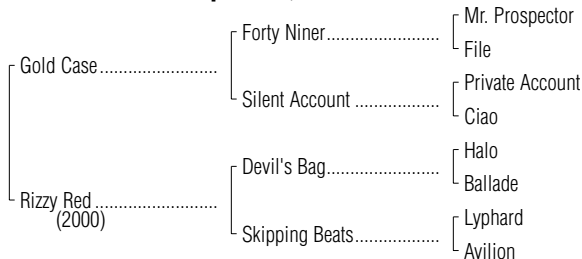 Mr. Prospector
Forty Niner
File
Gold Case
Private Account
Silent Account
Ciao
Halo
Devil's Bag
Ballade
Rizzy Red
(2000)
Lyphard
Skipping Beats
Avilion